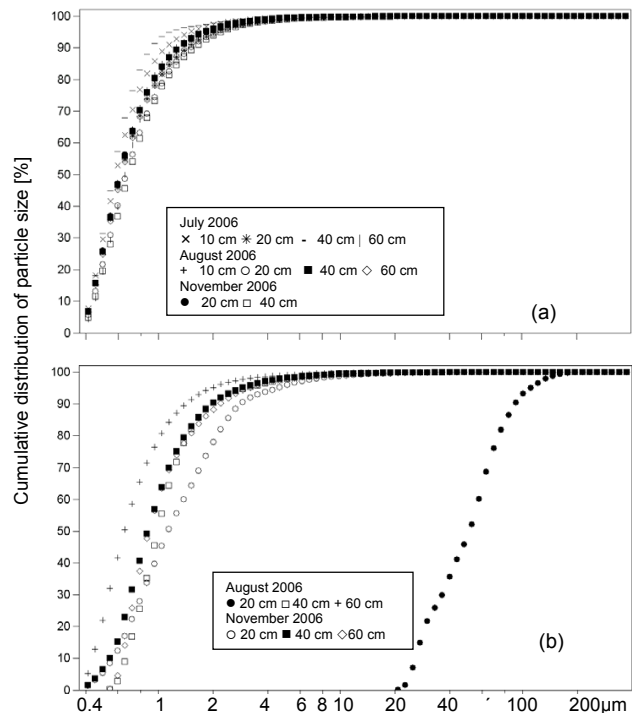 Cumulative distribution of particle size [%]
100
90
80
70
60
50
40
30
20
10
0
July 2006
× 10 cm ✳ 20 cm - 40 cm | 60 cm
August 2006
+ 10 cm ○ 20 cm ■ 40 cm ◇ 60 cm
November 2006
● 20 cm □ 40 cm
(a)
100
90
80
70
60
50
40
30
20
10
0
August 2006
● 20 cm □ 40 cm + 60 cm
November 2006
○ 20 cm ■ 40 cm ◇ 60 cm
(b)
0.4 1 2 4 6 8 10 20 40 100 200μm